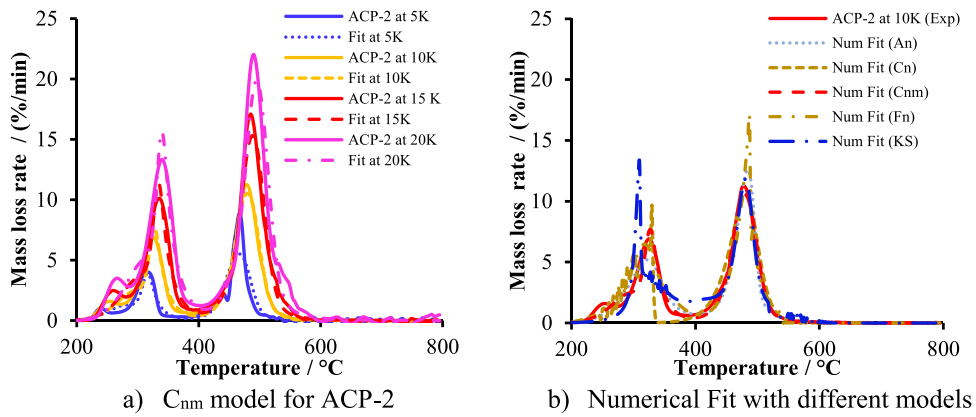 25
20
15
10
5
0
Mass loss rate / (%/min)
200
400
600
800
Temperature / °C
ACP-2 at 5K
Fit at 5K
ACP-2 at 10K
Fit at 10K
ACP-2 at 15 K
Fit at 15K
ACP-2 at 20K
Fit at 20K
a) Cnm model for ACP-2
25
20
15
10
5
0
Mass loss rate / (%/min)
200
400
600
800
Temperature / °C
ACP-2 at 10K (Exp)
Num Fit (An)
Num Fit (Cn)
Num Fit (Cnm)
Num Fit (Fn)
Num Fit (KS)
b) Numerical Fit with different models